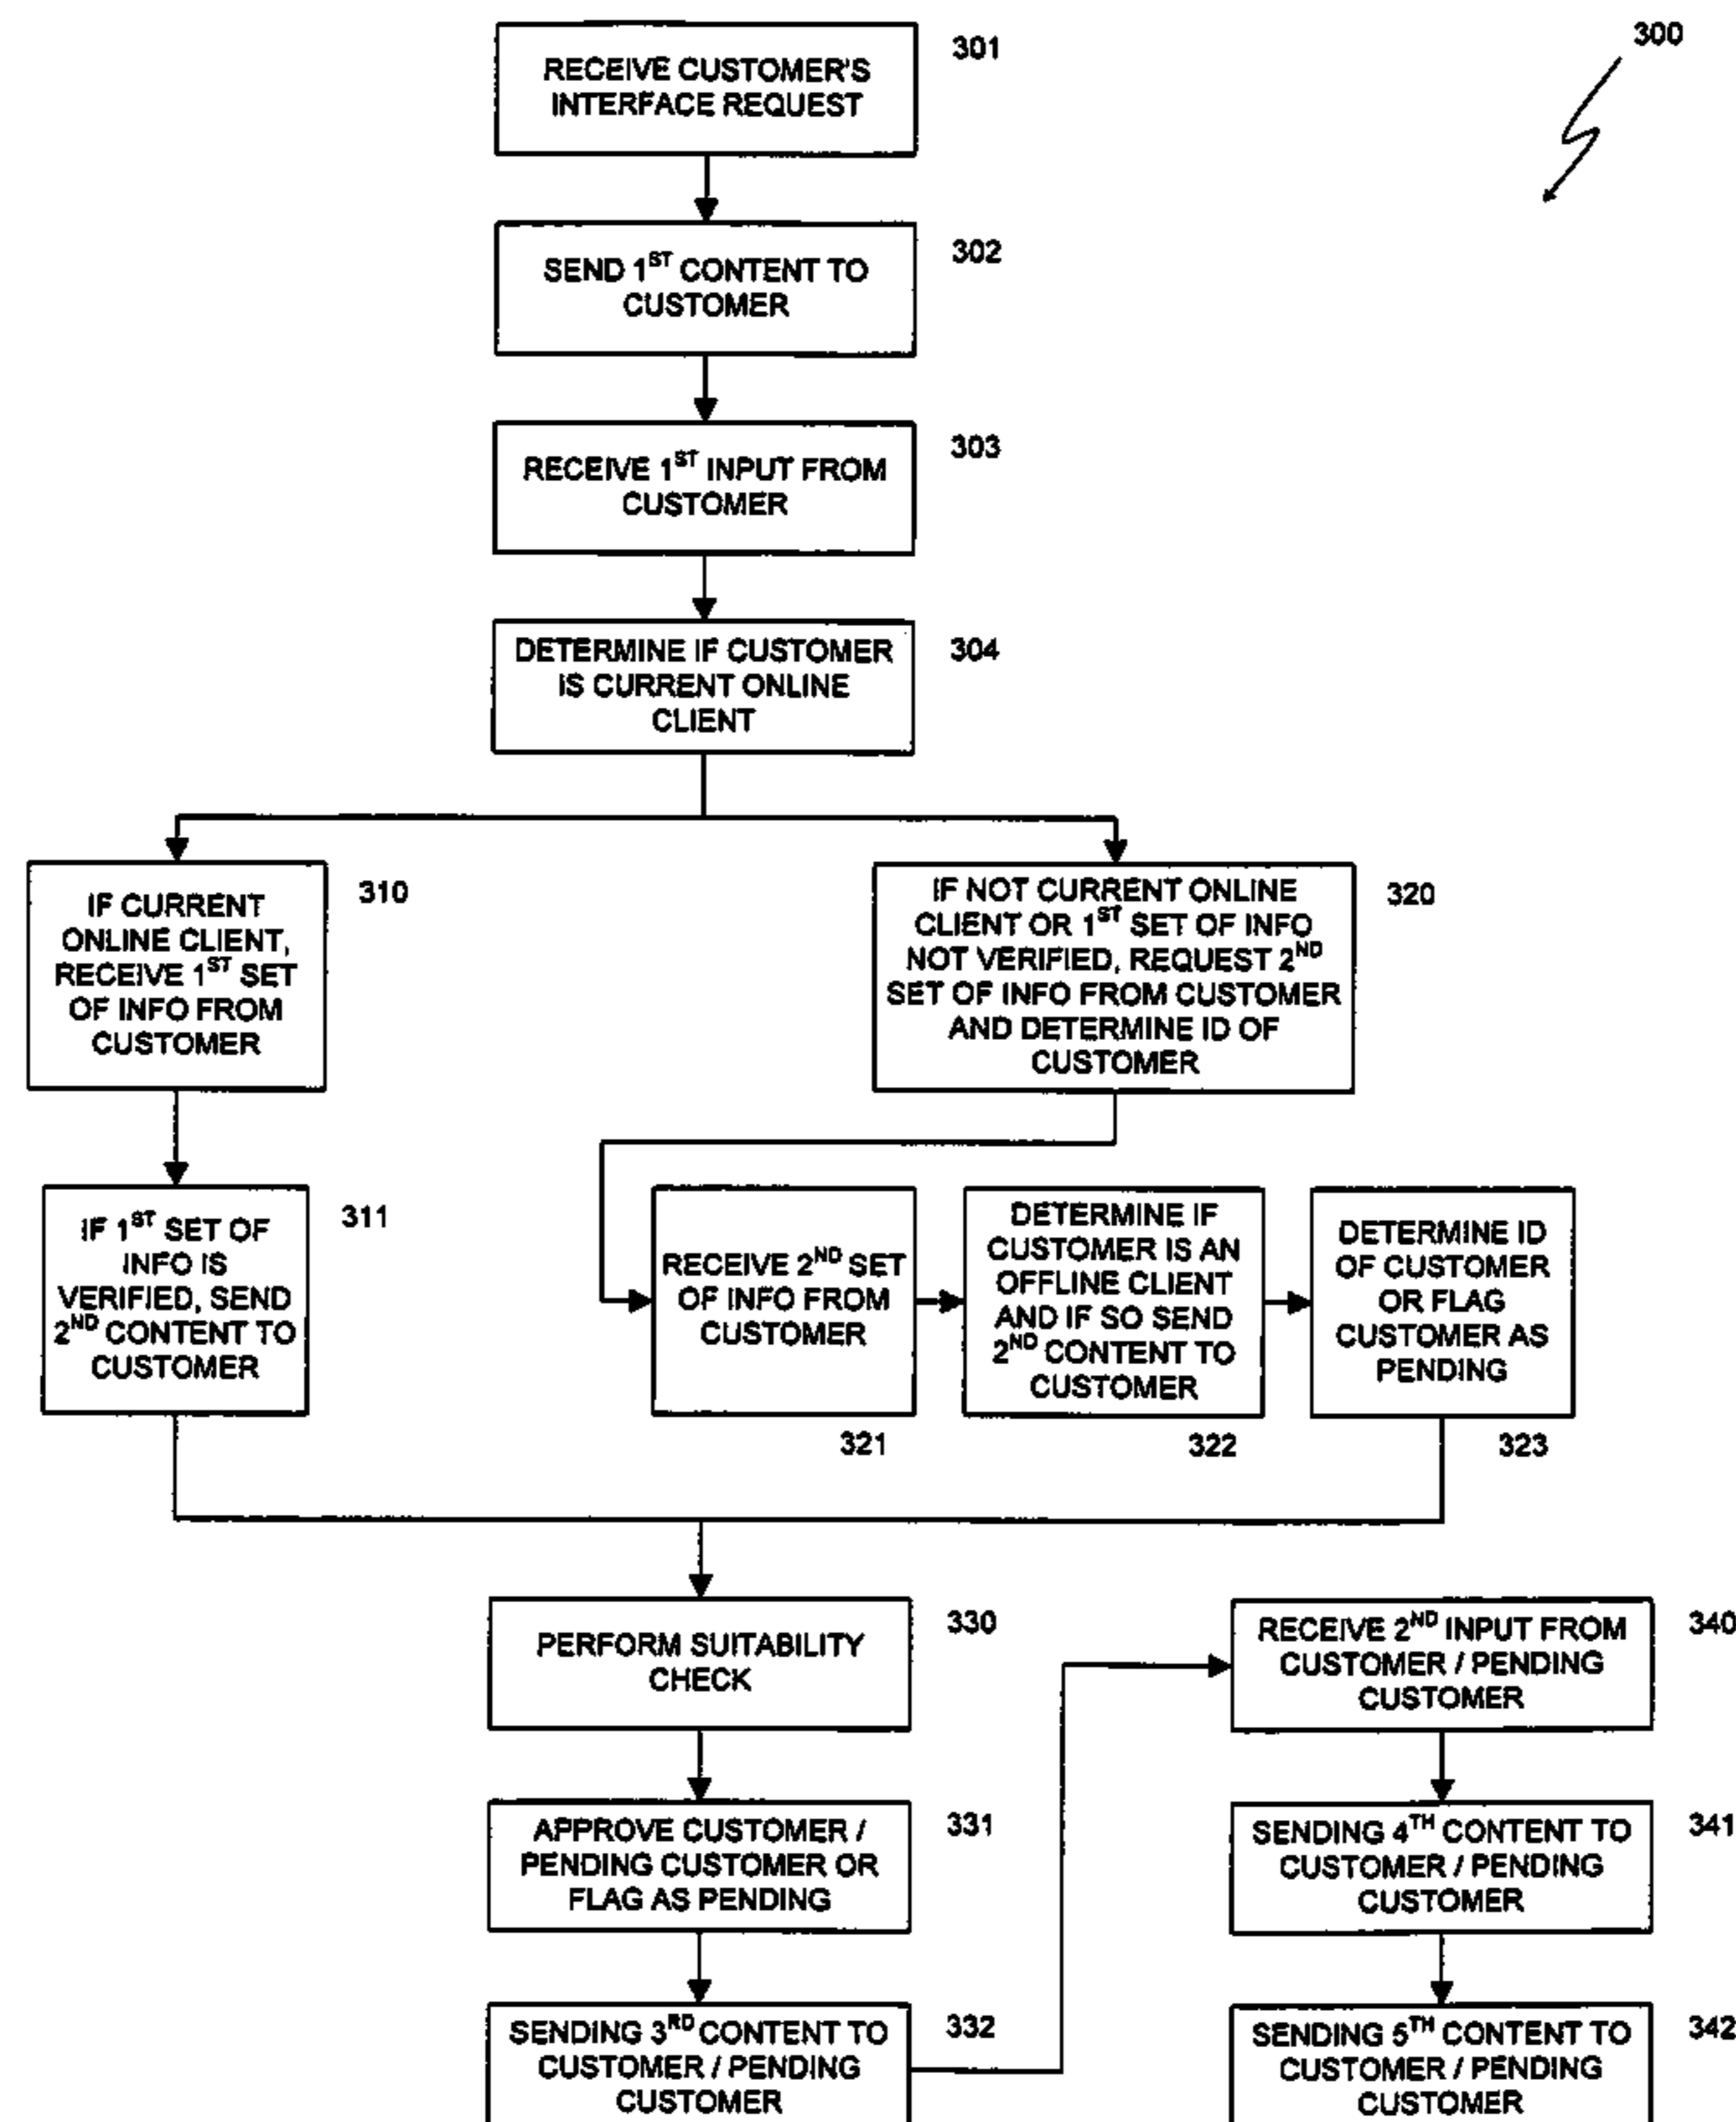 300
RECEIVE CUSTOMER'S
INTERFACE REQUEST
301
SEND 1ST CONTENT TO
CUSTOMER
302
RECEIVE 1ST INPUT FROM
CUSTOMER
303
DETERMINE IF CUSTOMER
IS CURRENT ONLINE
CLIENT
304
IF CURRENT
ONLINE CLIENT,
RECEIVE 1ST SET
OF INFO FROM
CUSTOMER
310
IF NOT CURRENT ONLINE
CLIENT OR 1ST SET OF INFO
NOT VERIFIED, REQUEST 2ND
SET OF INFO FROM CUSTOMER
AND DETERMINE ID OF
CUSTOMER
320
IF 1ST SET OF
INFO IS
VERIFIED, SEND
2ND CONTENT TO
CUSTOMER
311
RECEIVE 2ND SET
OF INFO FROM
CUSTOMER
321
DETERMINE IF
CUSTOMER IS AN
OFFLINE CLIENT
AND IF SO SEND
2ND CONTENT TO
CUSTOMER
322
DETERMINE ID
OF CUSTOMER
OR FLAG
CUSTOMER AS
PENDING
323
PERFORM SUITABILITY
CHECK
330
APPROVE CUSTOMER /
PENDING CUSTOMER OR
FLAG AS PENDING
331
SENDING 3RD CONTENT TO
CUSTOMER / PENDING
CUSTOMER
332
RECEIVE 2ND INPUT FROM
CUSTOMER / PENDING
CUSTOMER
340
SENDING 4TH CONTENT TO
CUSTOMER / PENDING
CUSTOMER
341
SENDING 5TH CONTENT TO
CUSTOMER / PENDING
CUSTOMER
342